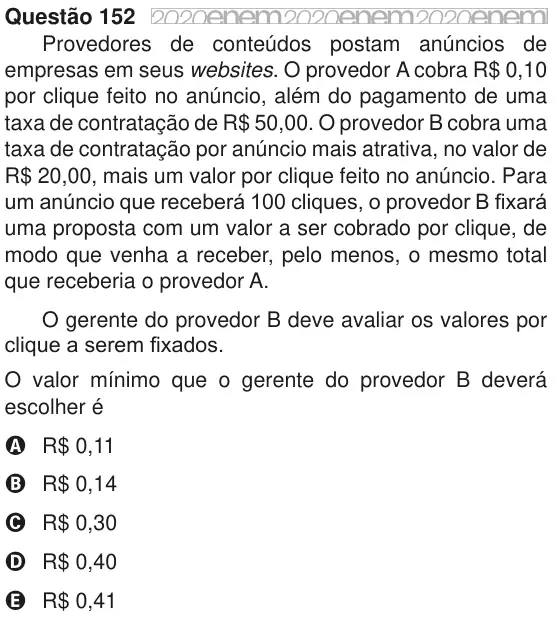 Questão 152 2020enem2020enem2020enem
Provedores de conteúdos postam anúncios de
empresas em seus websites. O provedor A cobra R$ 0,10
por clique feito no anúncio, além do pagamento de uma
taxa de contratação de R$ 50,00. O provedor B cobra uma
taxa de contratação por anúncio mais atrativa, no valor de
R$ 20,00, mais um valor por clique feito no anúncio. Para
um anúncio que receberá 100 cliques, o provedor B fixará
uma proposta com um valor a ser cobrado por clique, de
modo que venha a receber, pelo menos, o mesmo total
que receberia o provedor A.
O gerente do provedor B deve avaliar os valores por
clique a serem fixados.
O valor mínimo que o gerente do provedor B deverá
escolher é
A R$ 0,11
B R$ 0,14
C R$ 0,30
D R$ 0,40
E R$ 0,41